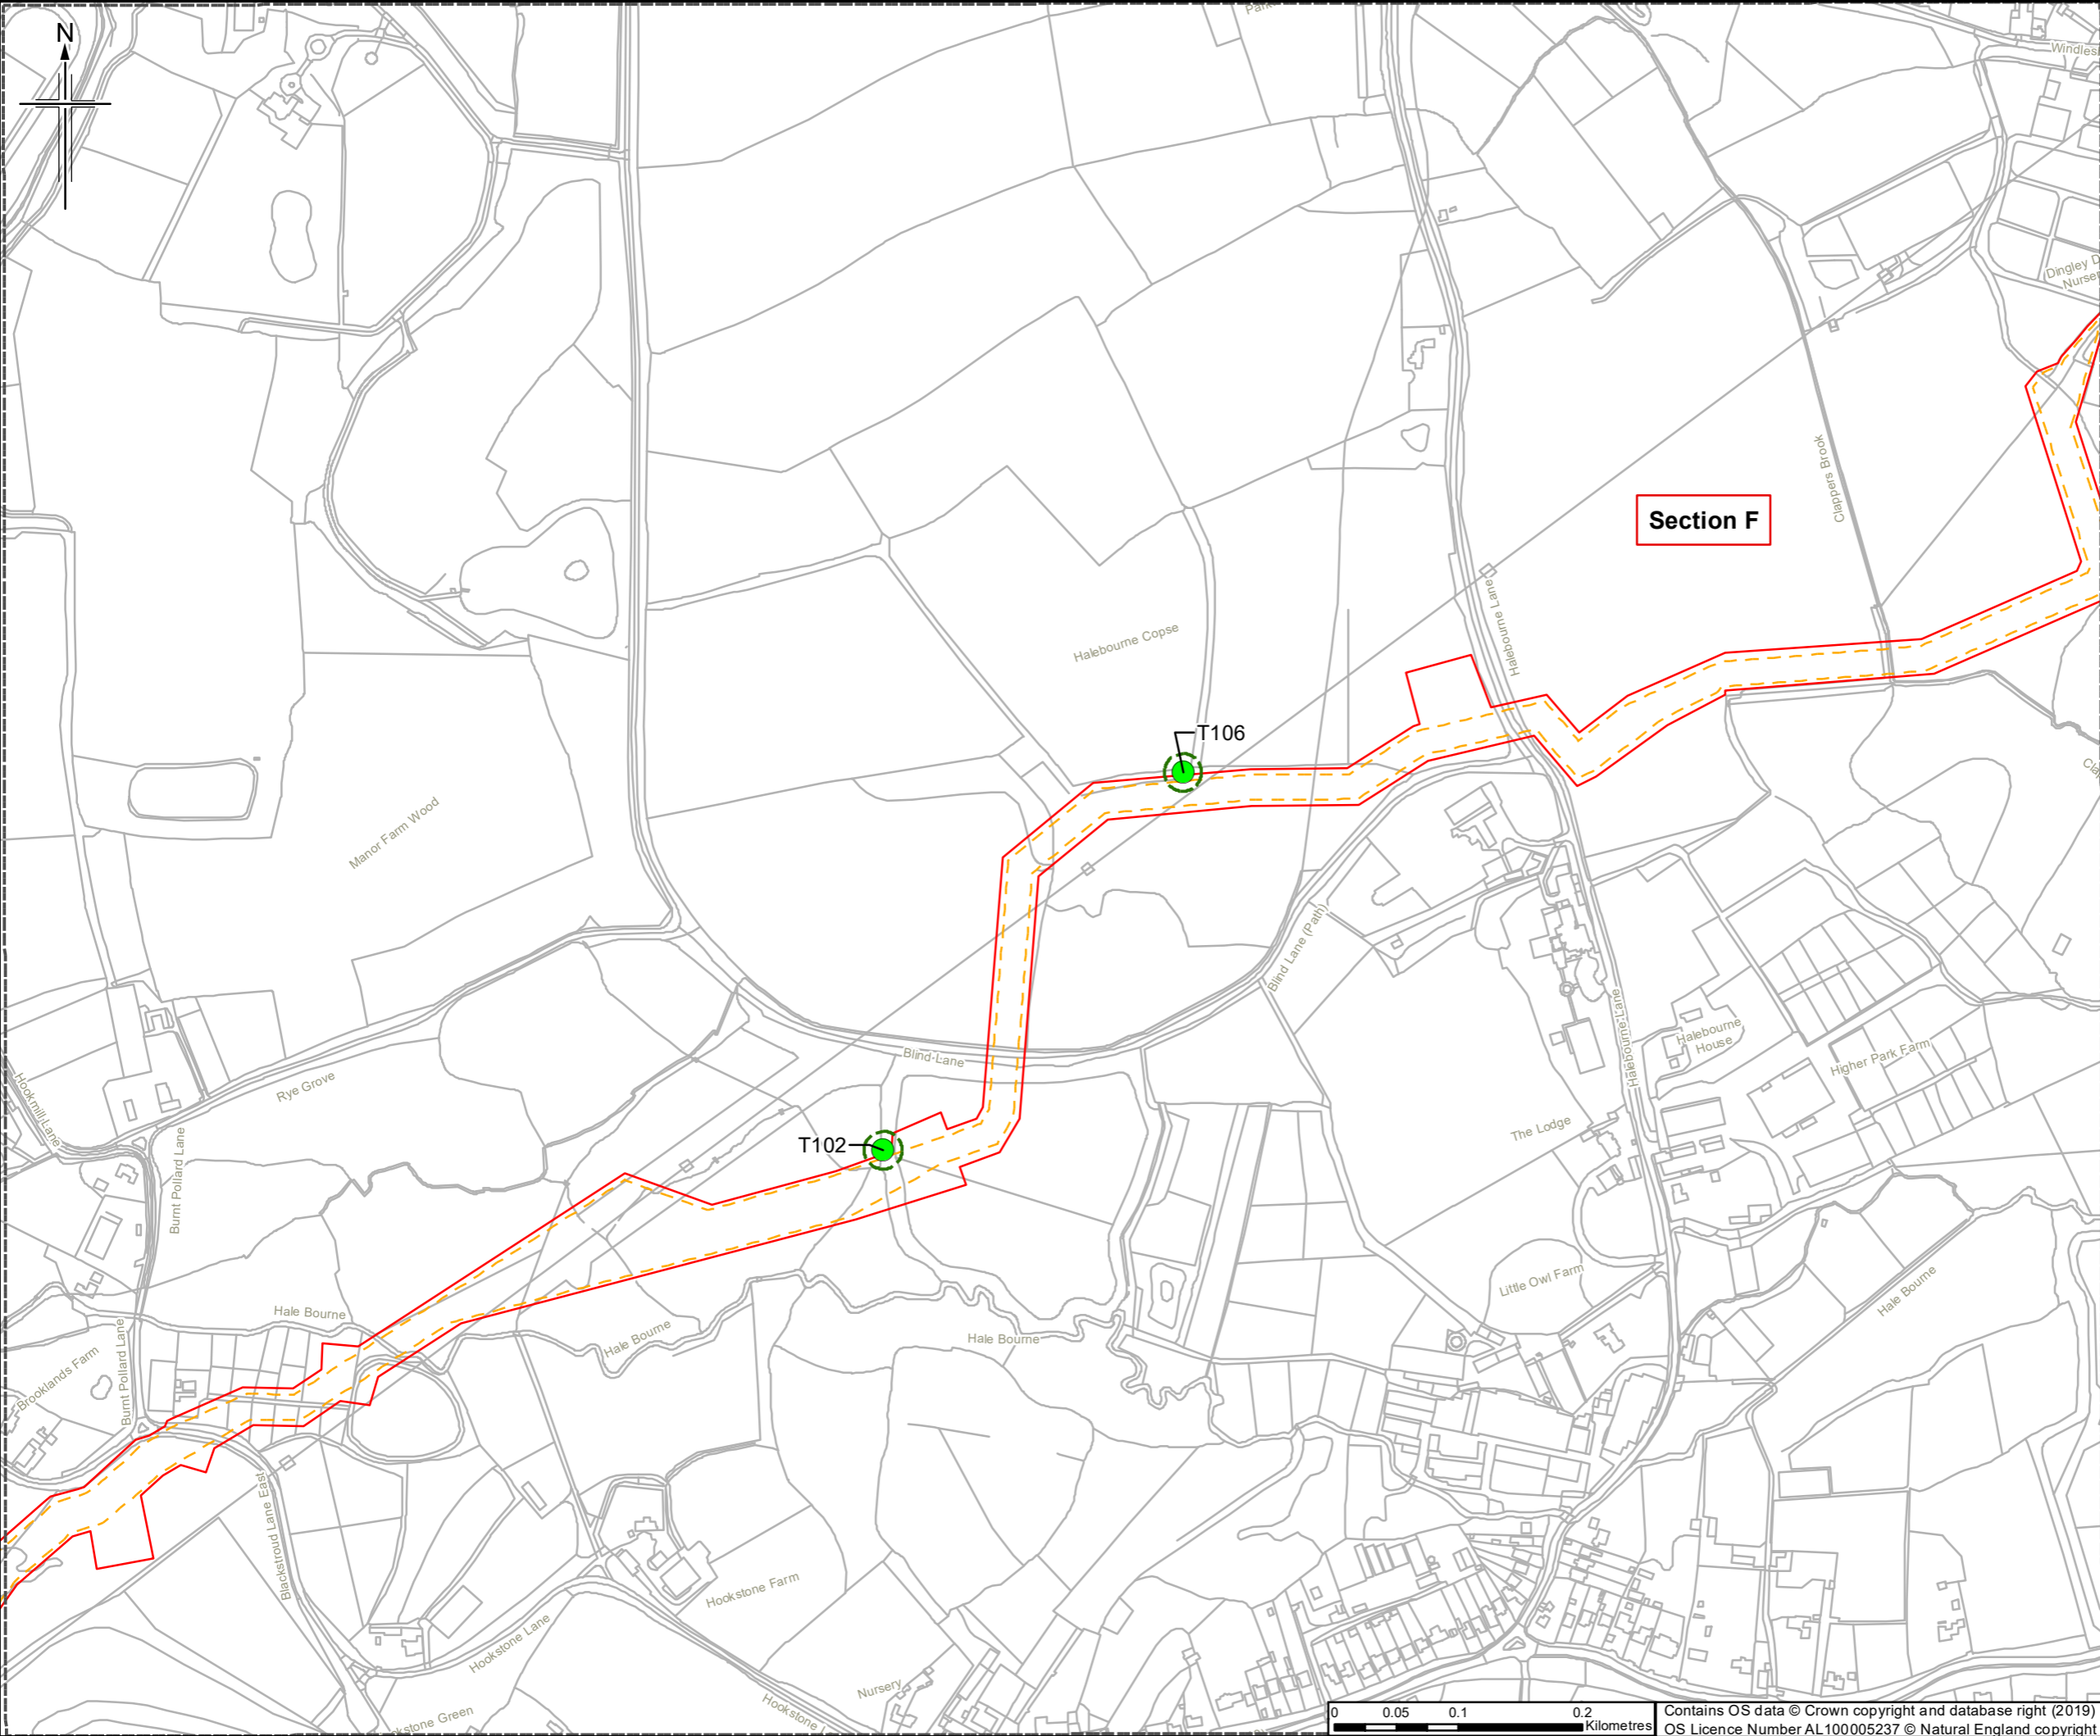 N
Windles
Dingley D
Nurser
Clappers Brook
Section F
Halebourne Lane
Halebourne Copse
T106
Manor Farm Wood
Blind Lane (Path)
Halebourne Lane
Halebourne
House
Higher Park Farm
Blind Lane
Rye Grove
Hookmill Lane
Burnt Pollard Lane
T102
The Lodge
Little Owl Farm
Hale Bourne
Hale Bourne
Hale Bourne
Hale Bourne
Burnt Pollard Lane
Brooklands Farm
Blackstroud Lane East
Hookstone Farm
Hookstone Lane
Nursery
Hookstone L
kstone Green
0 0.05 0.1 0.2
Kilometres
Contains OS data © Crown copyright and database right (2019)
OS Licence Number AL100005237 © Natural England copyright